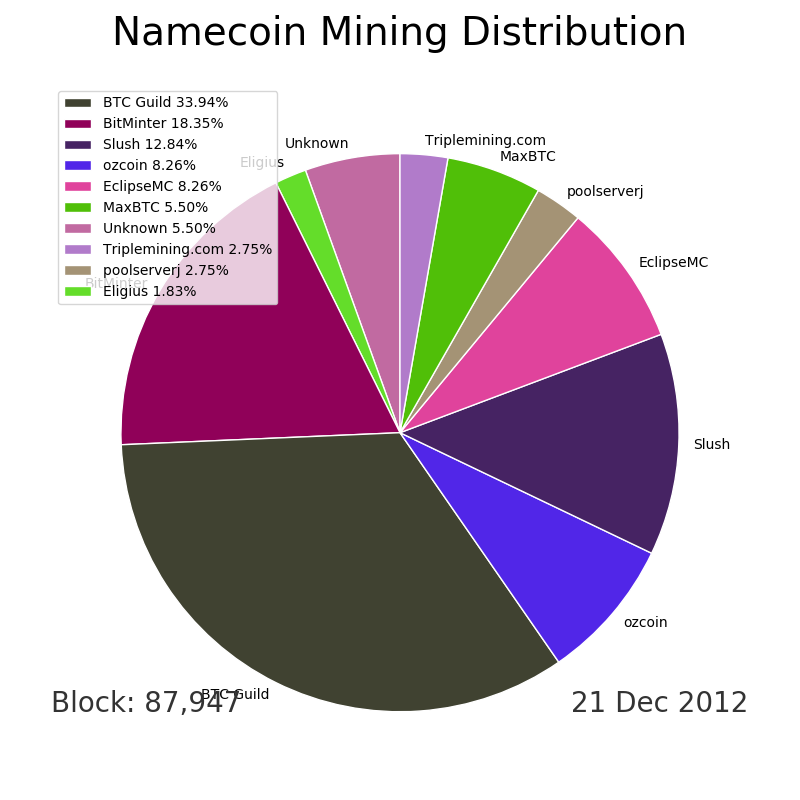 Namecoin Mining Distribution
BTC Guild 33.94%
BitMinter 18.35%
Slush 12.84%
ozcoin 8.26%
EclipseMC 8.26%
MaxBTC 5.50%
Unknown 5.50%
Triplemining.com 2.75%
poolserverj 2.75%
Eligius 1.83%
Triplemining.com
Unknown
MaxBTC
Eligius
poolserverj
EclipseMC
BitMinter
Slush
ozcoin
BTC Guild
Block: 87,947
21 Dec 2012